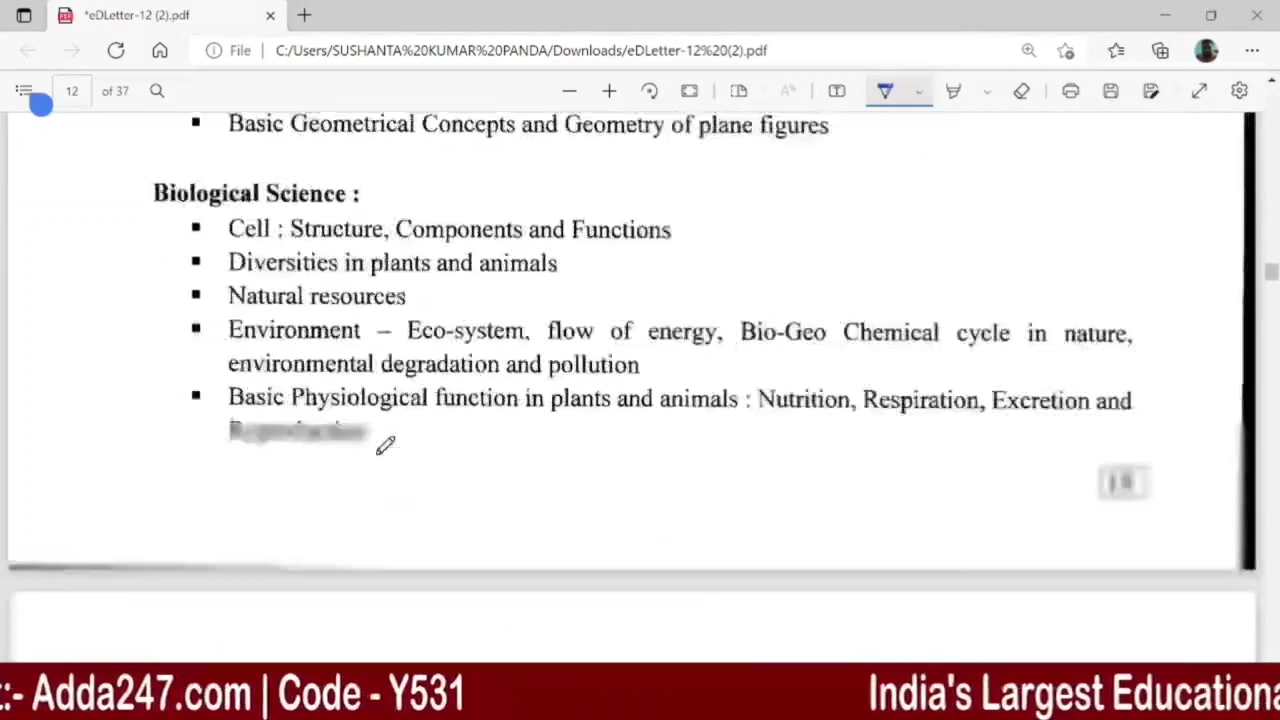 *eDLetter-12 (2).pdf
File C:/Users/SUSHANTA%20KUMAR%20PANDA/Downloads/eDLetter-12%20(2).pdf
12 of 37
▪ Basic Geometrical Concepts and Geometry of plane figures
Biological Science :
▪ Cell : Structure, Components and Functions
▪ Diversities in plants and animals
▪ Natural resources
▪ Environment – Eco-system, flow of energy, Bio-Geo Chemical cycle in nature,
environmental degradation and pollution
▪ Basic Physiological function in plants and animals : Nutrition, Respiration, Excretion and
t:- Adda247.com | Code - Y531 India's Largest Educationa